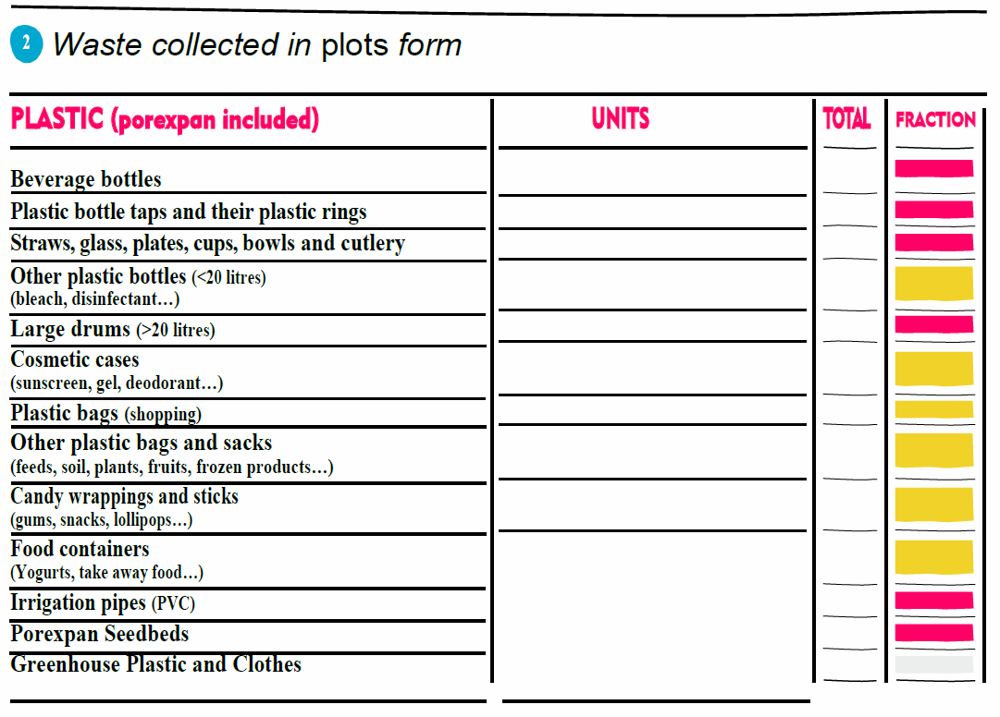 2 Waste collected in plots form
PLASTIC (porexpan included) UNITS TOTAL FRACTION
Beverage bottles
Plastic bottle taps and their plastic rings
Straws, glass, plates, cups, bowls and cutlery
Other plastic bottles (<20 litres)
(bleach, disinfectant…)
Large drums (>20 litres)
Cosmetic cases
(sunscreen, gel, deodorant…)
Plastic bags (shopping)
Other plastic bags and sacks
(feeds, soil, plants, fruits, frozen products…)
Candy wrappings and sticks
(gums, snacks, lollipops…)
Food containers
(Yogurts, take away food…)
Irrigation pipes (PVC)
Porexpan Seedbeds
Greenhouse Plastic and Clothes